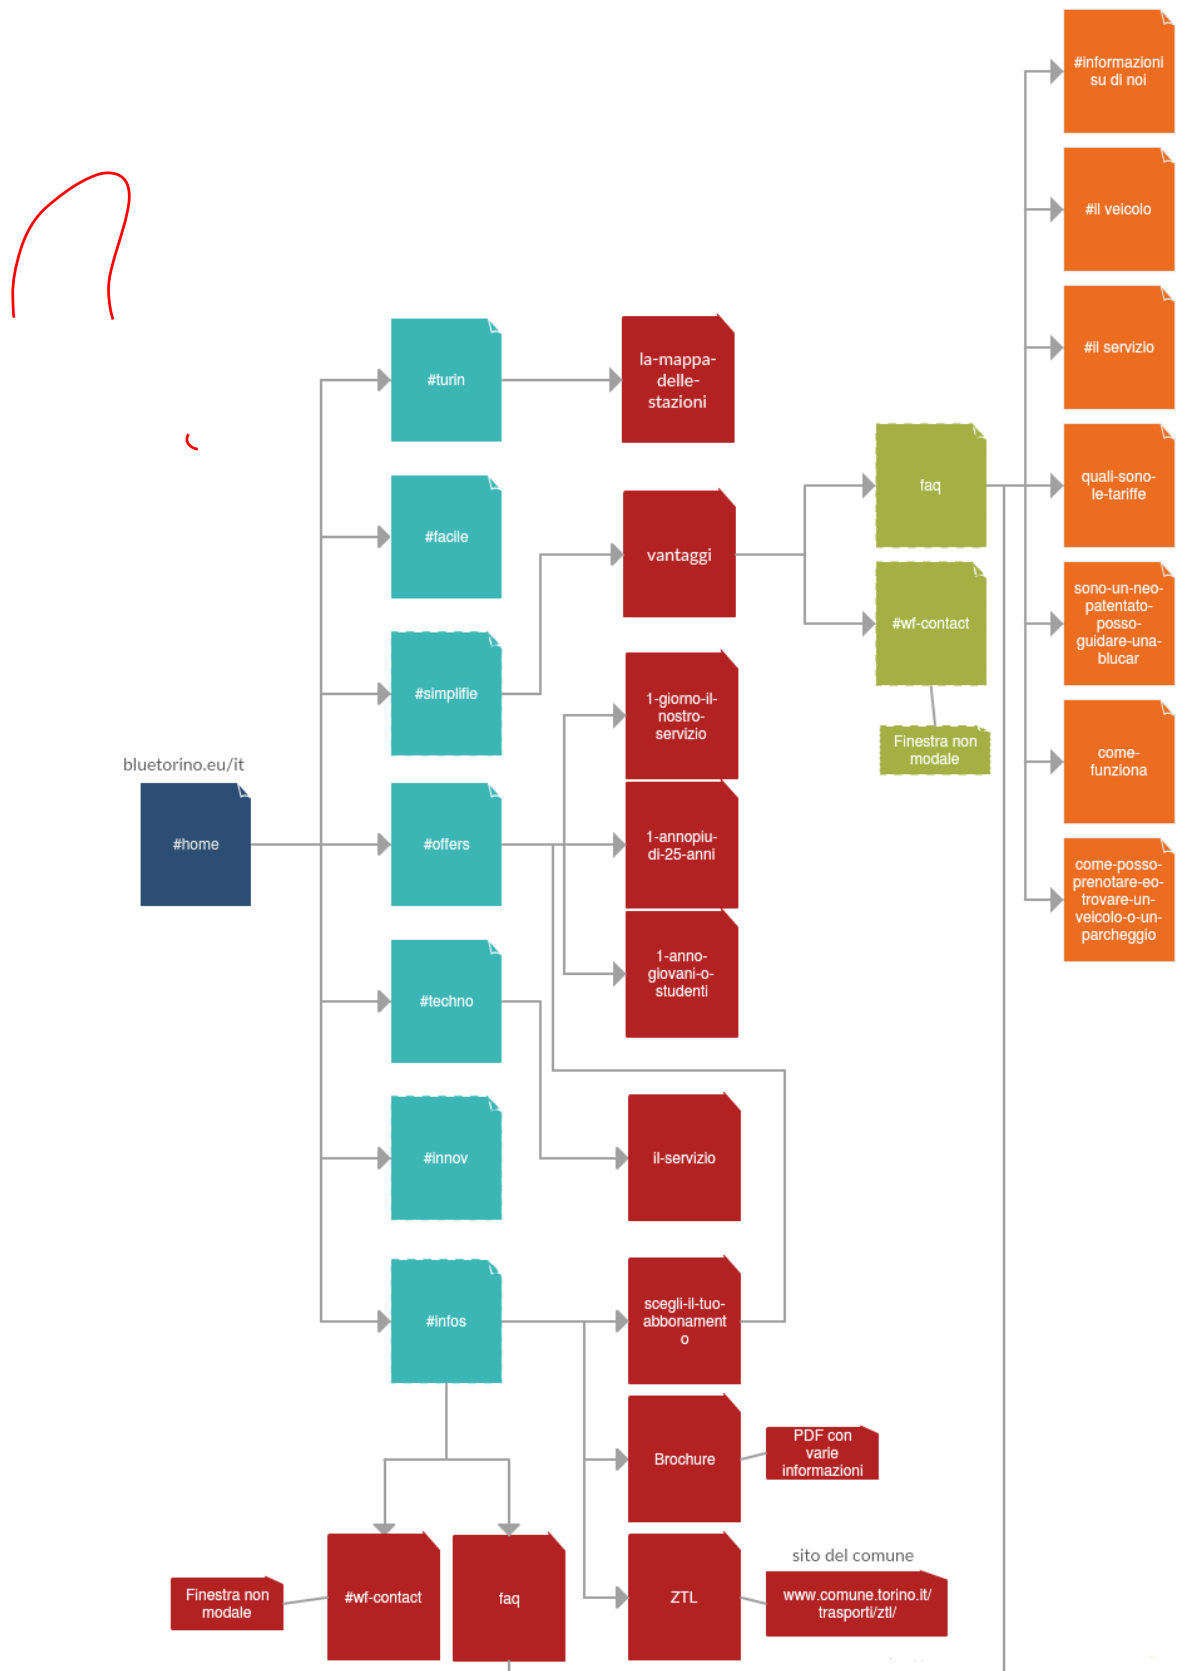 #informazioni
su di noi
#il veicolo
#il servizio
quali-sono-
le-tariffe
sono-un-neo-
patentato-
posso-
guidare-una-
blucar
come-
funziona
come-posso-
prenotare-eo-
trovare-un-
veicolo-o-un-
parcheggio
faq
#wf-contact
Finestra non
modale
la-mappa-
delle-
stazioni
vantaggi
1-giorno-il-
nostro-
servizio
1-annopiu-
di-25-anni
1-anno-
giovani-o-
studenti
il-servizio
scegli-il-tuo-
abbonament
o
Brochure
PDF con
varie
informazioni
ZTL
sito del comune
www.comune.torino.it/
trasporti/ztl/
#turin
#facile
#simplifie
#offers
#techno
#innov
#infos
bluetorino.eu/it
#home
Finestra non
modale
#wf-contact
faq